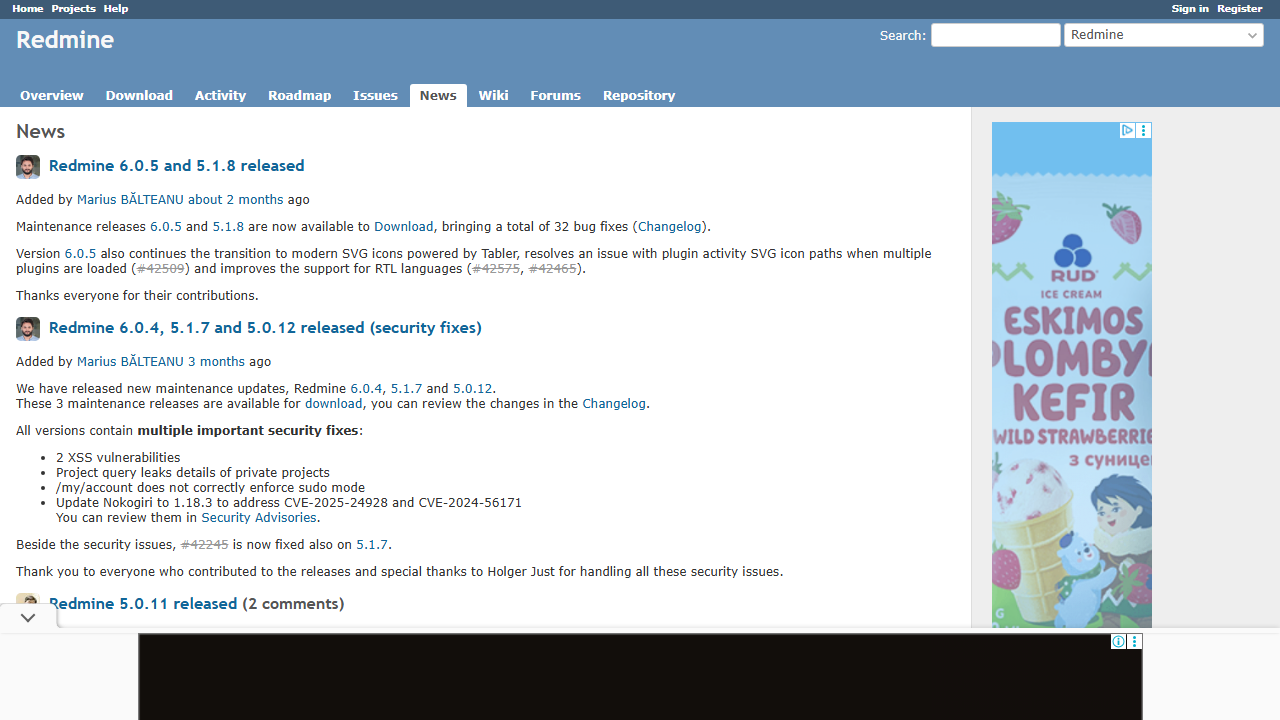 Home Projects Help Sign in Register
Redmine
Search: Redmine
Overview Download Activity Roadmap Issues News Wiki Forums Repository
News
Redmine 6.0.5 and 5.1.8 released
Added by Marius BĂLTEANU about 2 months ago
Maintenance releases 6.0.5 and 5.1.8 are now available to Download, bringing a total of 32 bug fixes (Changelog).
Version 6.0.5 also continues the transition to modern SVG icons powered by Tabler, resolves an issue with plugin activity SVG icon paths when multiple
plugins are loaded (#42509) and improves the support for RTL languages (#42575, #42465).
Thanks everyone for their contributions.
Redmine 6.0.4, 5.1.7 and 5.0.12 released (security fixes)
Added by Marius BĂLTEANU 3 months ago
We have released new maintenance updates, Redmine 6.0.4, 5.1.7 and 5.0.12.
These 3 maintenance releases are available for download, you can review the changes in the Changelog.
All versions contain multiple important security fixes:
• 2 XSS vulnerabilities
• Project query leaks details of private projects
• /my/account does not correctly enforce sudo mode
• Update Nokogiri to 1.18.3 to address CVE-2025-24928 and CVE-2024-56171
You can review them in Security Advisories.
Beside the security issues, #42245 is now fixed also on 5.1.7.
Thank you to everyone who contributed to the releases and special thanks to Holger Just for handling all these security issues.
Redmine 5.0.11 released (2 comments)
RUD
ICE CREAM
ESKIMOS
PLOMBYR
KEFIR
WILD STRAWBERRIE
з суницею